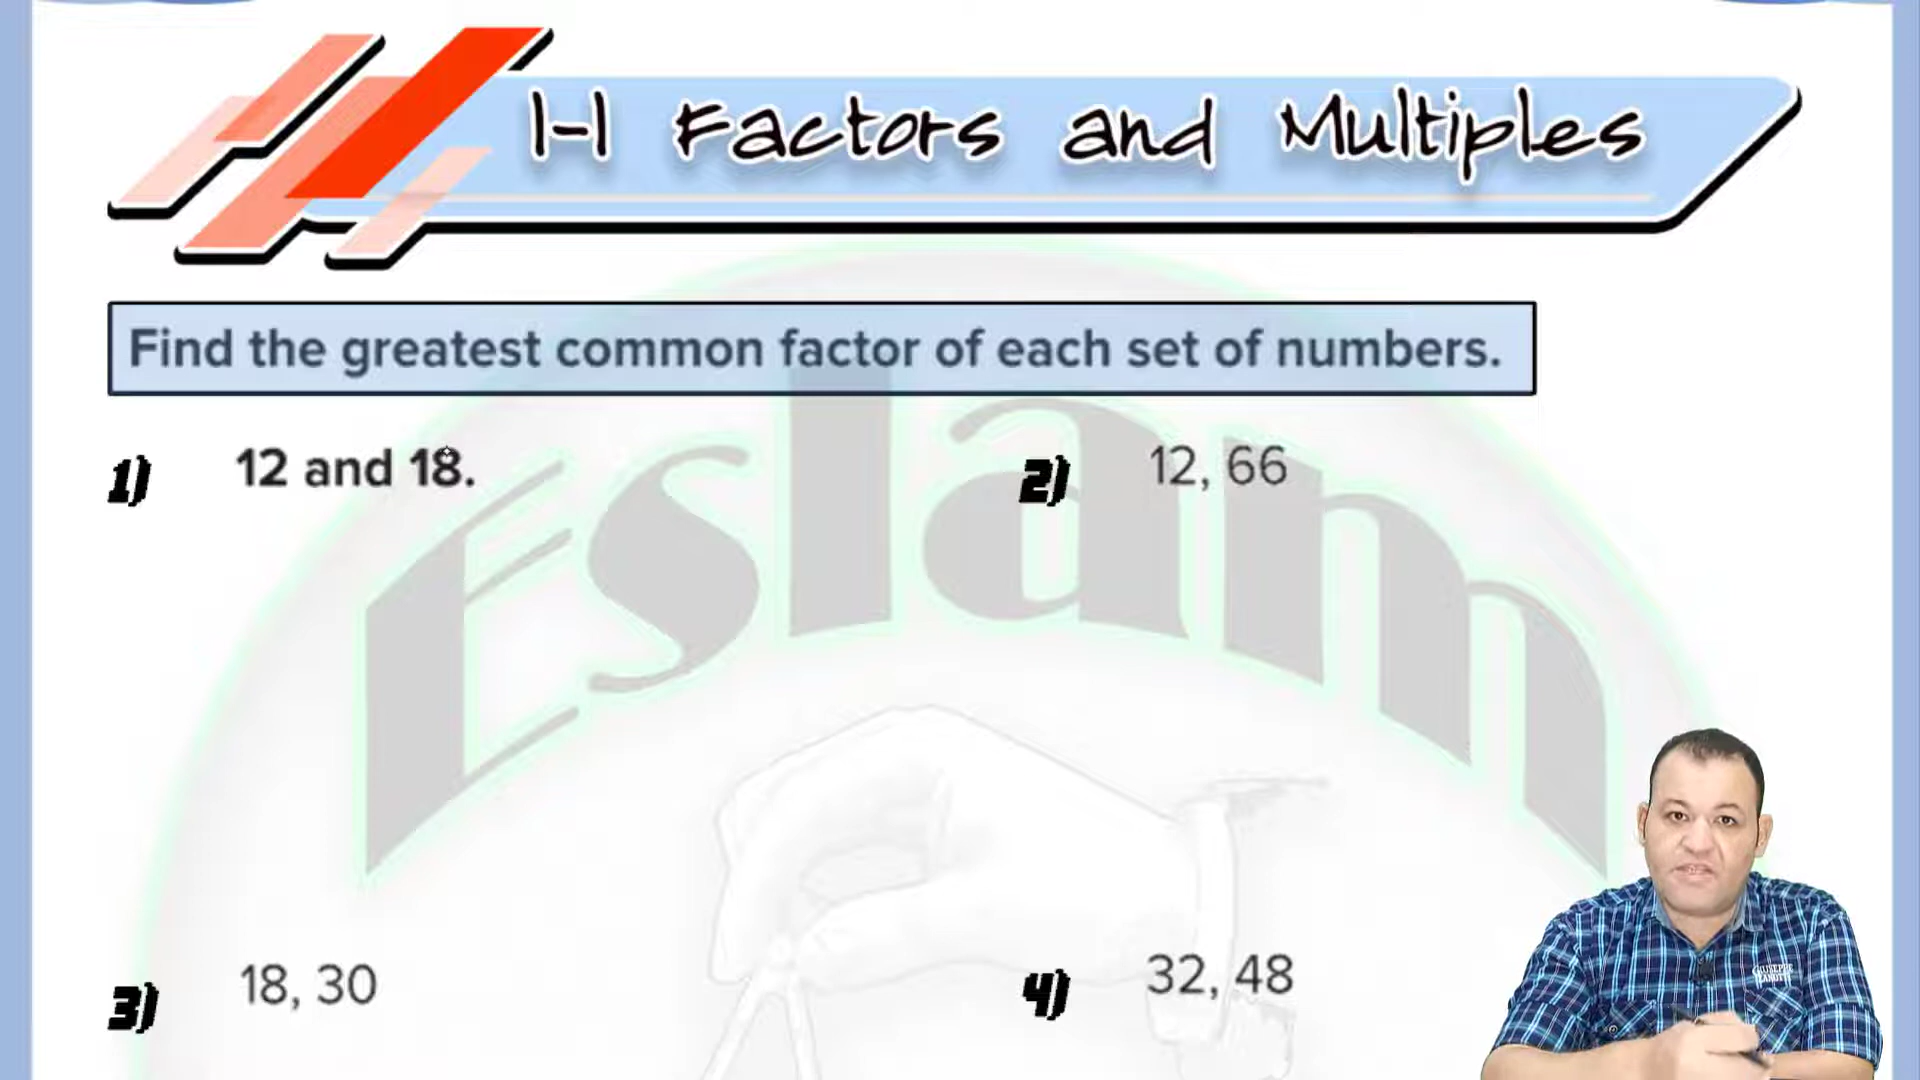 1-1 Factors and Multiples
Find the greatest common factor of each set of numbers.
1) 12 and 18.
2) 12, 66
Eslam
3) 18, 30
4) 32, 48